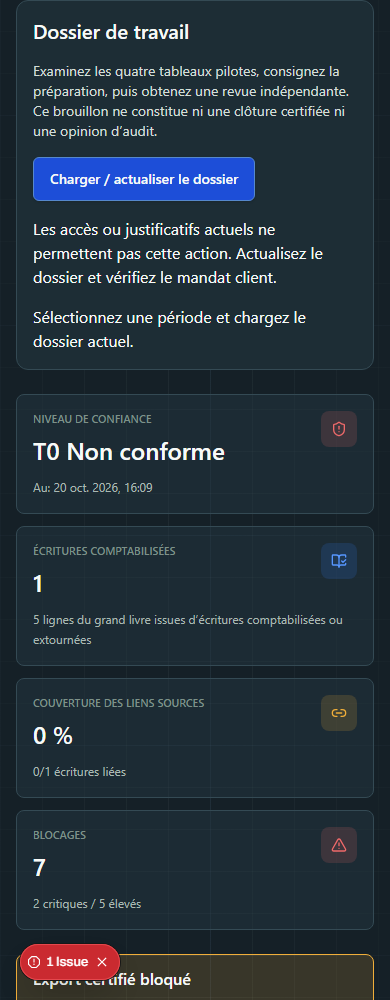 Dossier de travail
Examinez les quatre tableaux pilotes, consignez la
préparation, puis obtenez une revue indépendante.
Ce brouillon ne constitue ni une clôture certifiée ni
une opinion d’audit.
Charger / actualiser le dossier
Les accès ou justificatifs actuels ne
permettent pas cette action. Actualisez le
dossier et vérifiez le mandat client.
Sélectionnez une période et chargez le
dossier actuel.
NIVEAU DE CONFIANCE
T0 Non conforme
Au: 20 oct. 2026, 16:09
ÉCRITURES COMPTABILISÉES
1
5 lignes du grand livre issues d’écritures comptabilisées ou
extournées
COUVERTURE DES LIENS SOURCES
0 %
0/1 écritures liées
BLOCAGES
7
2 critiques / 5 élevés
1 Issue
Export certifié bloqué